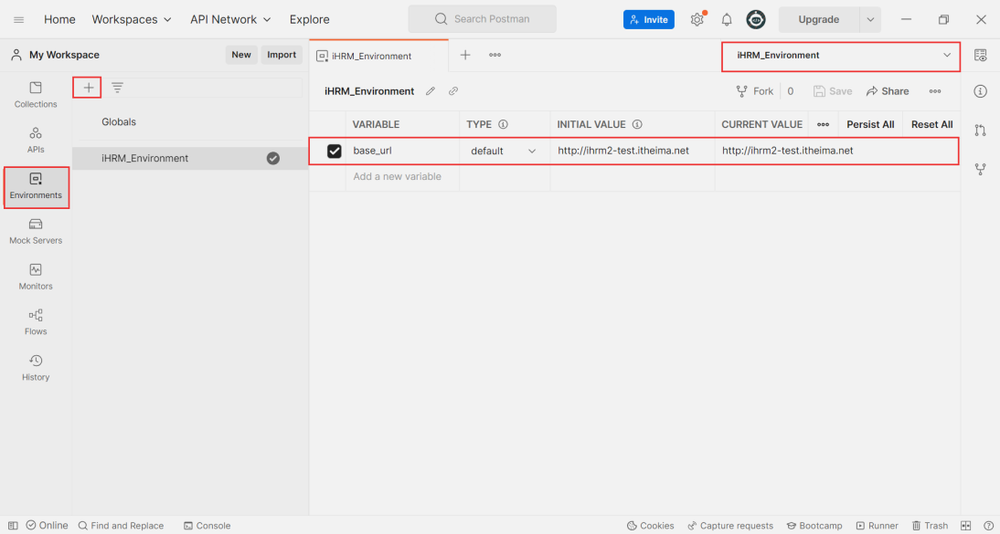 Home Workspaces API Network Explore Search Postman Invite Upgrade
My Workspace New Import iHRM_Environment iHRM_Environment
Collections
APIs
Environments
Mock Servers
Monitors
Flows
History
Globals
iHRM_Environment
iHRM_Environment Fork 0 Save Share
VARIABLE TYPE INITIAL VALUE CURRENT VALUE Persist All Reset All
base_url default http://ihrm2-test.itheima.net http://ihrm2-test.itheima.net
Add a new variable
Online Find and Replace Console Cookies Capture requests Bootcamp Runner Trash